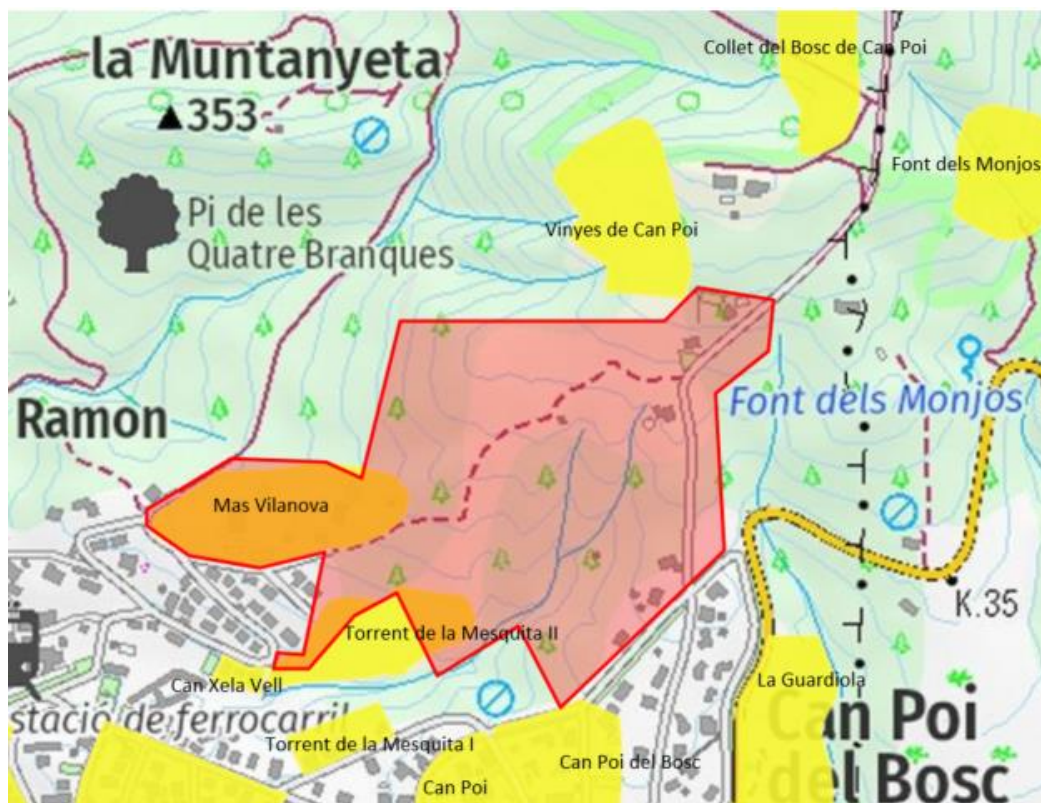 Collet del Bosc de Can Poi
la Muntanyeta
▲353
Font dels Monjos
Pi de les
Quatre Branques
Vinyes de Can Poi
Font dels Monjos
Ramon
Mas Vilanova
K.35
Torrent de la Mesquita II
Can Xela Vell
La Guardiola
stació de ferrocarril
Can Poi
del Bosc
Torrent de la Mesquita I
Can Poi del Bosc
Can Poi